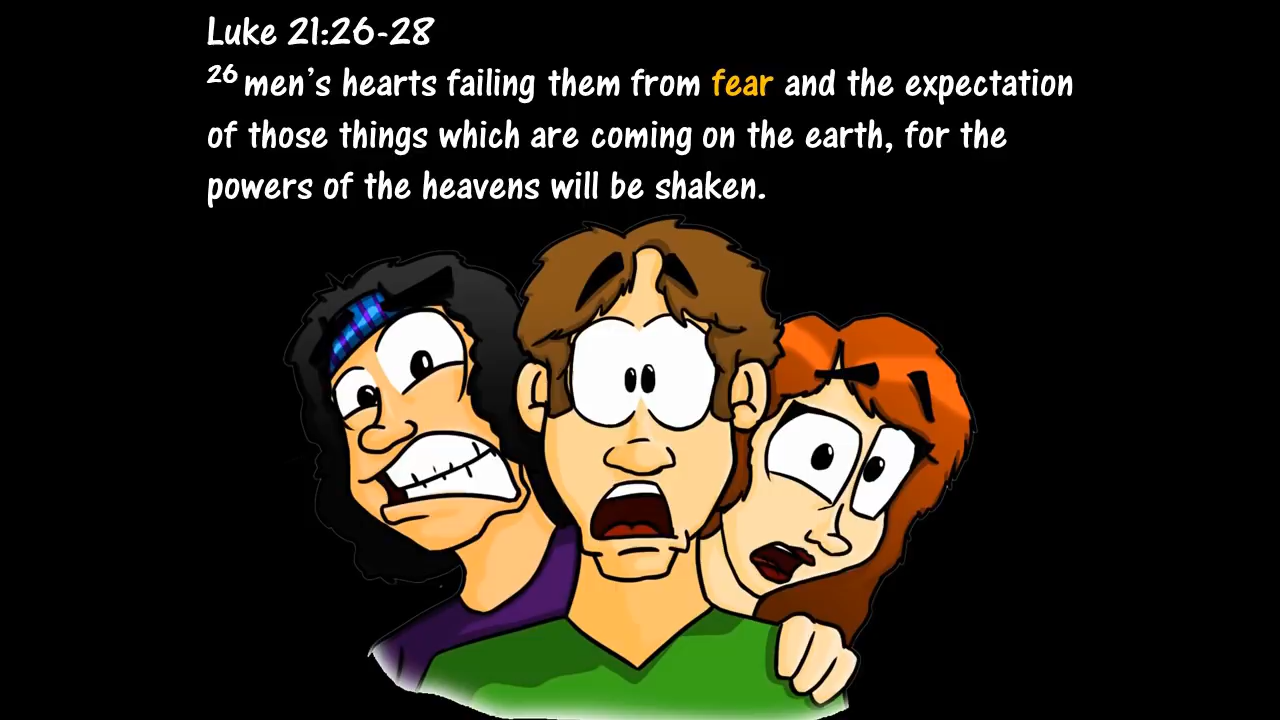 Luke 21:26-28
26 men’s hearts failing them from fear and the expectation
of those things which are coming on the earth, for the
powers of the heavens will be shaken.